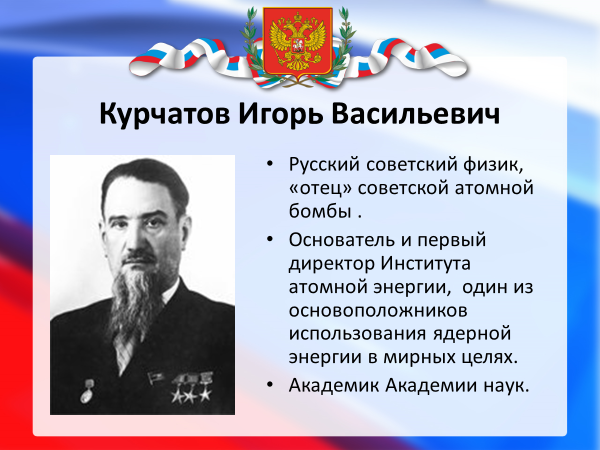 Курчатов Игорь Васильевич
• Русский советский физик,
«отец» советской атомной
бомбы .
• Основатель и первый
директор Института
атомной энергии,  один из
основоположников
использования ядерной
энергии в мирных целях.
• Академик Академии наук.